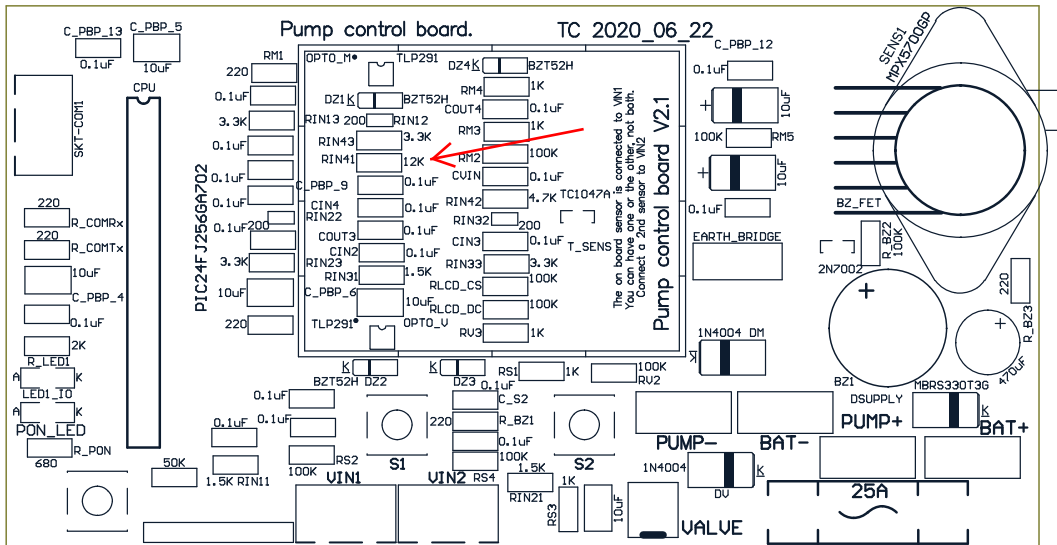 Pump control board. TC 2020_06_22
C_PBP_13
C_PBP_5
0.1uF
10uF
CPU
SKT-COM1
PIC24FJ256GA702
RM1
220
0.1uF
3.3K
0.1uF
0.1uF
0.1uF
200
RIN22
0.1uF
3.3K
RIN23
10uF
220
OPTO_M
TLP291
DZ1 K
BZT52H
RIN13
200
RIN12
RIN43
3.3K
RIN41
12K
C_PBP_9
0.1uF
CIN4
0.1uF
COUT3
0.1uF
CIN2
0.1uF
RIN31
1.5K
C_PBP_6
10uF
TLP291
OPTO_V
DZ4 K
BZT52H
RM4
1K
COUT4
0.1uF
RM3
1K
RM2
100K
CVIN
0.1uF
RIN42
4.7K
RIN32
200
CIN3
0.1uF
RIN33
3.3K
RLCD_CS
100K
RLCD_DC
100K
RV3
1K
TC1047A
T_SENS
The on board sensor is connected to VIN1
You can have one or the other, not both.
Connect a 2nd sensor to VIN2
Pump control board V2.1
C_PBP_12
0.1uF
+
10uF
100K
RM5
+
10uF
0.1uF
EARTH_BRIDGE
SENS1
MPX5700GP
BZ_FET
R_BZ2
100K
2N7002
220
R_BZ3
+
+
470uF
BZ1
1N4004 DM
K
MBRS330T3G
DSUPPLY
K
PUMP+
BAT+
PUMP-
BAT-
220
R_COMRx
220
R_COMTx
10uF
C_PBP_4
0.1uF
2K
R_LED1
A K
LED1_IO
A K
PON_LED
R_PON
680
K
BZT52H DZ2
K
DZ3
0.1uF
RS1
1K
100K
RV2
0.1uF
0.1uF
0.1uF
C_S2
220
R_BZ1
0.1uF
100K
RS4
RS2
100K
S1
S2
1.5K RIN11
50K
VIN1
VIN2
1.5K
RIN21
1K
RS3
10uF
1N4004
K
DV
VALVE
25A